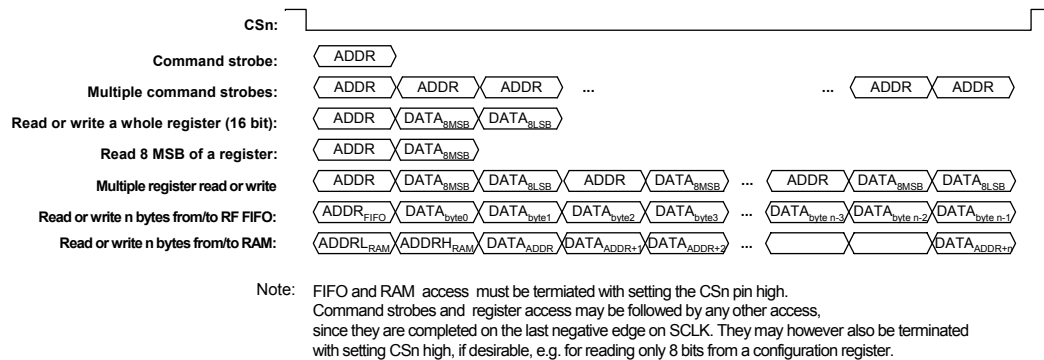 CSn:
Command strobe: ADDR
Multiple command strobes: ADDR ADDR ADDR ... ... ADDR ADDR
Read or write a whole register (16 bit): ADDR DATA8MSB DATA8LSB
Read 8 MSB of a register: ADDR DATA8MSB
Multiple register read or write ADDR DATA8MSB DATA8LSB ADDR DATA8MSB ... ADDR DATA8MSB DATA8LSB
Read or write n bytes from/to RF FIFO: ADDRFIFO DATAbyte0 DATAbyte1 DATAbyte2 DATAbyte3 ... DATAbyte n-3 DATAbyte n-2 DATAbyte n-1
Read or write n bytes from/to RAM: ADDRLRAM ADDRHRAM DATAADDR DATAADDR+1 DATAADDR+2 ... DATAADDR+n
Note: FIFO and RAM access must be termiated with setting the CSn pin high.
Command strobes and register access may be followed by any other access,
since they are completed on the last negative edge on SCLK. They may however also be terminated
with setting CSn high, if desirable, e.g. for reading only 8 bits from a configuration register.